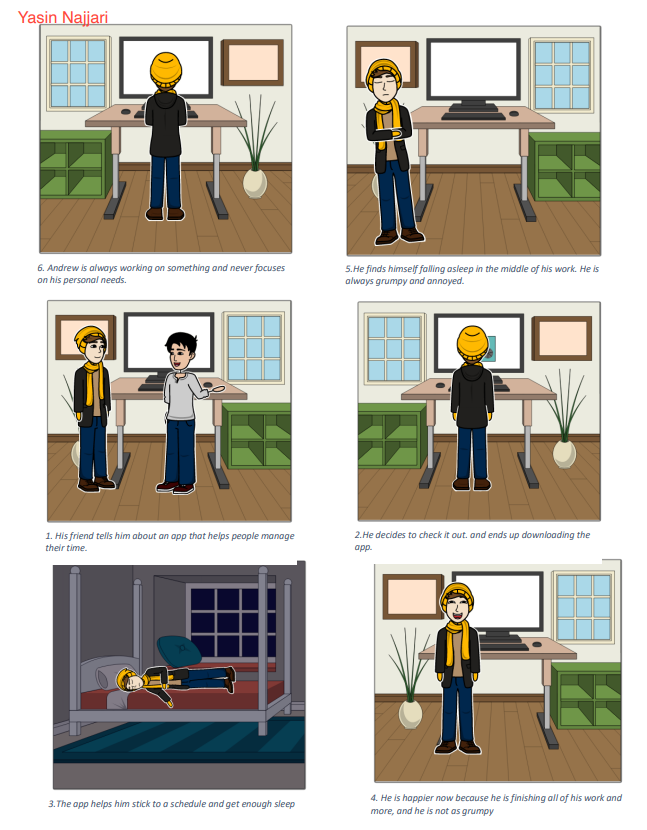 Yasin Najjari
6. Andrew is always working on something and never focuses
on his personal needs.
5.He finds himself falling asleep in the middle of his work. He is
always grumpy and annoyed.
1. His friend tells him about an app that helps people manage
their time.
2.He decides to check it out. and ends up downloading the
app.
3.The app helps him stick to a schedule and get enough sleep
4. He is happier now because he is finishing all of his work and
more, and he is not as grumpy